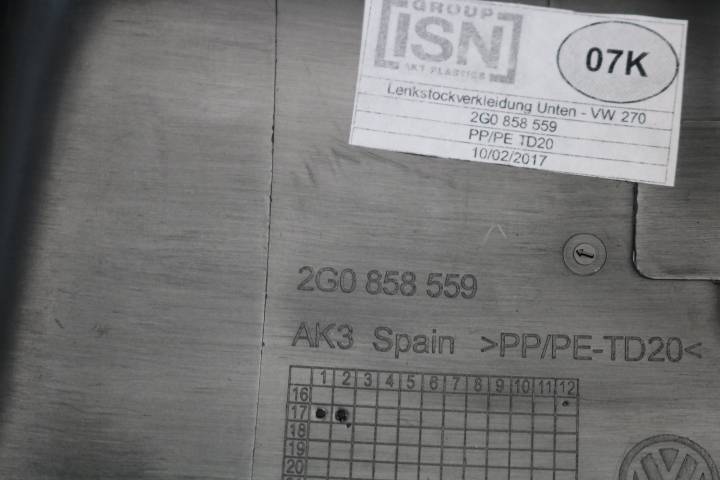 GROUP
ISN
AKT PLASTICS
07K
Lenkstockverkleidung Unten - VW 270
2G0 858 559
PP/PE TD20
10/02/2017
2G0 858 559
AK3 Spain >PP/PE-TD20<
1 2 3 4 5 6 7 8 9 10 11 12
16
17
18
19
20